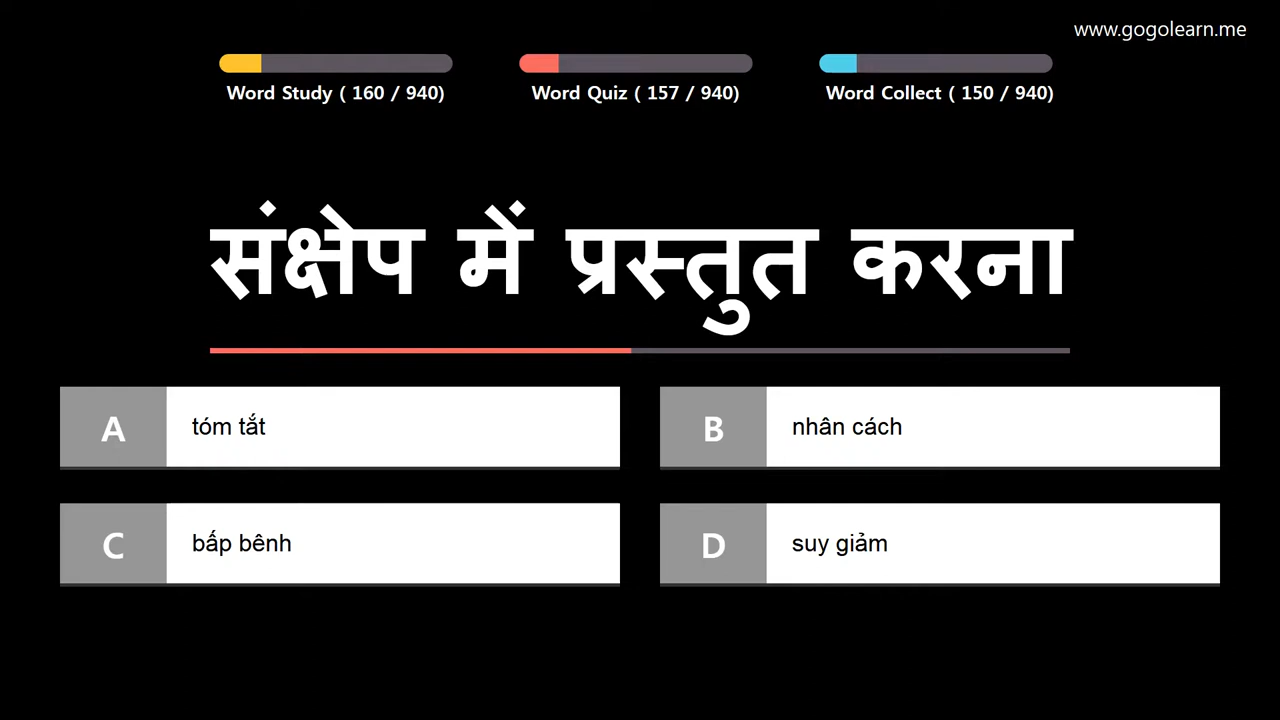 www.gogolearn.me
Word Study ( 160 / 940)
Word Quiz ( 157 / 940)
Word Collect ( 150 / 940)
संक्षेप में प्रस्तुत करना
A
tóm tắt
B
nhân cách
C
bấp bênh
D
suy giảm